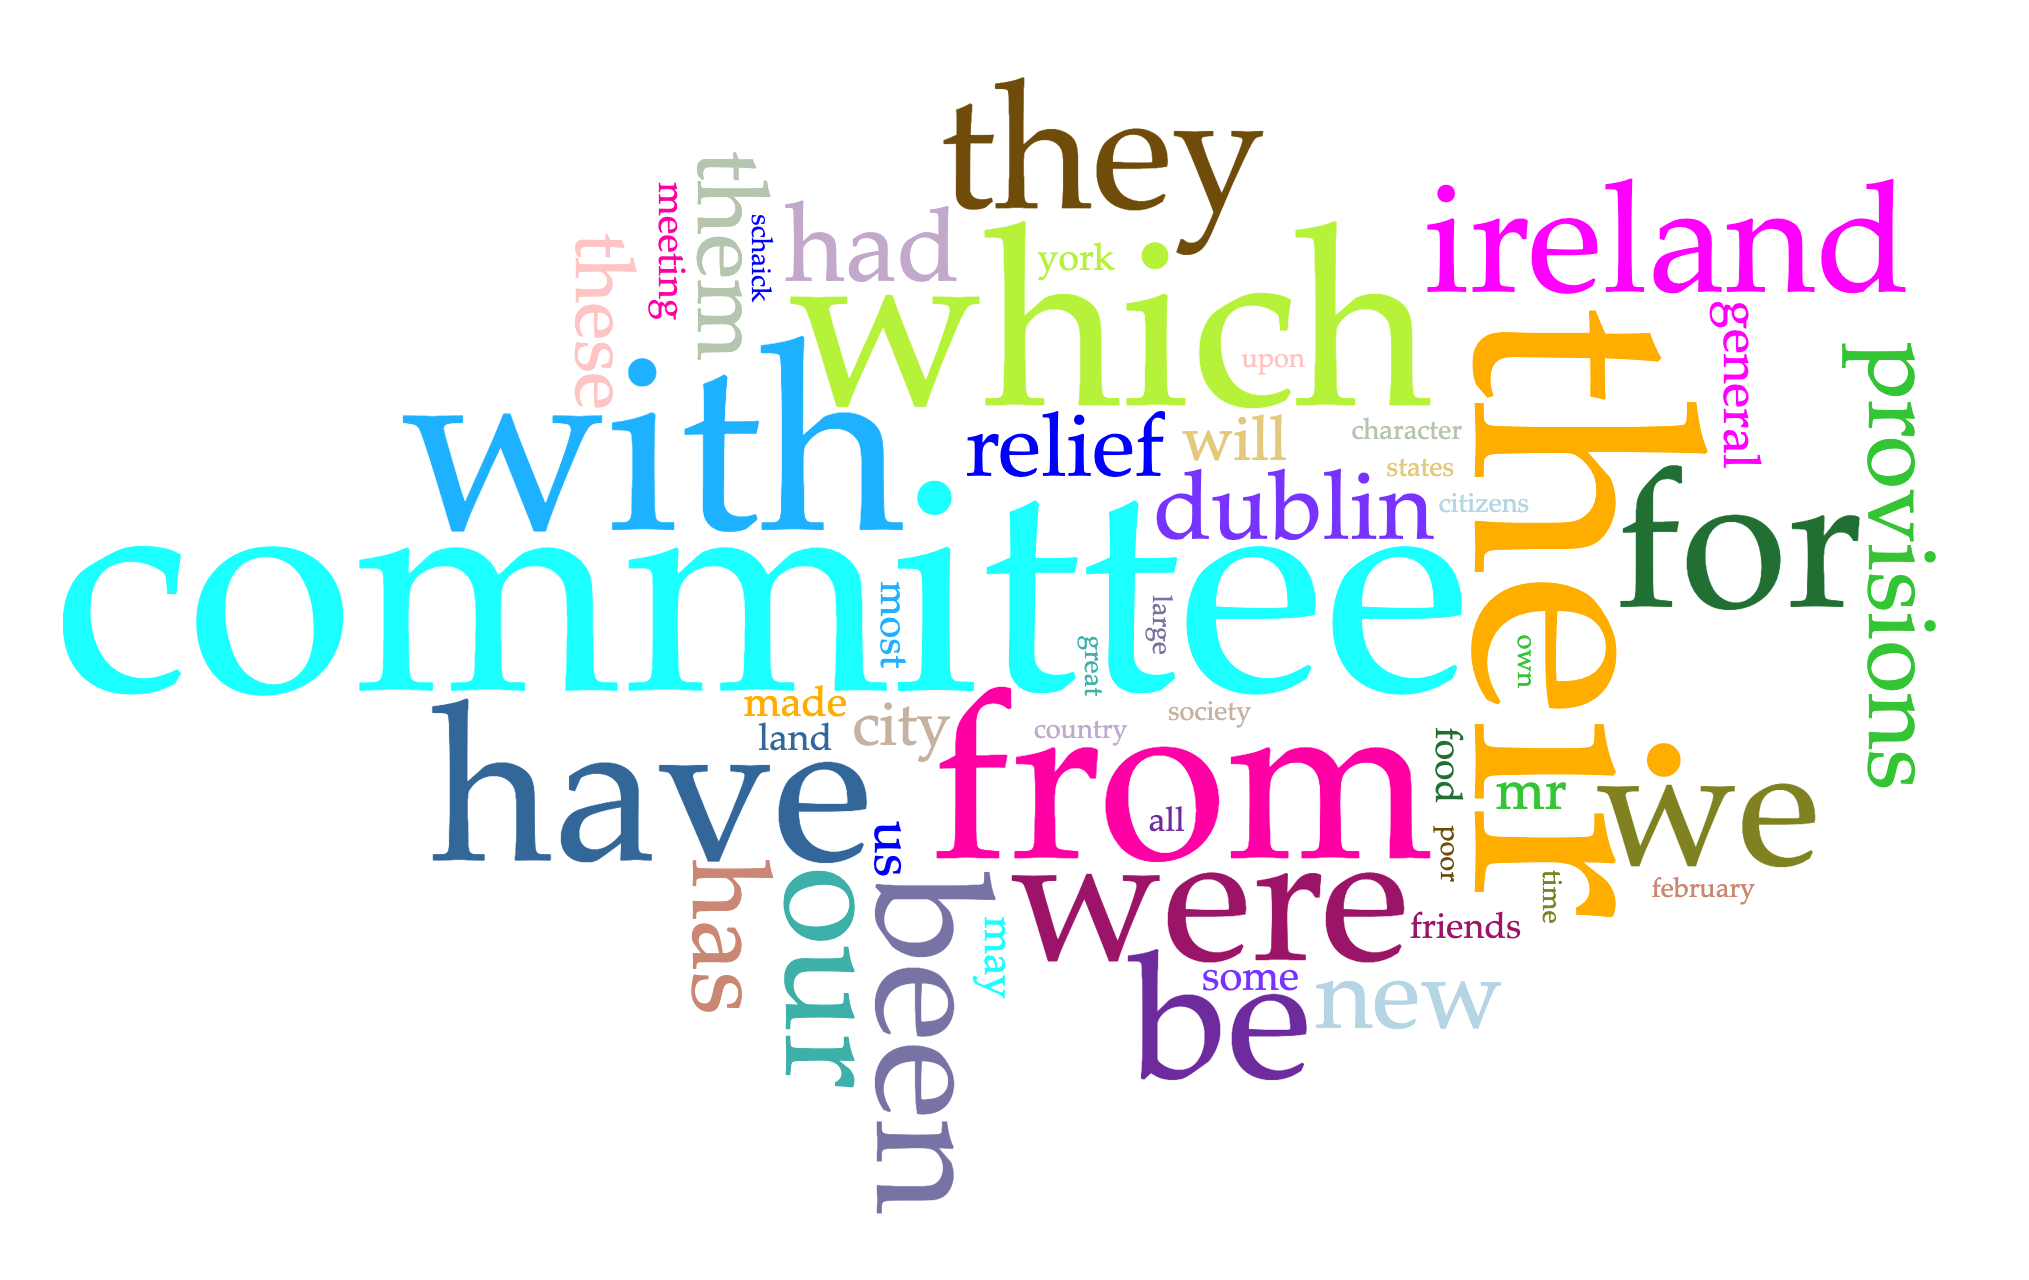 they
them
meeting
schaick
had
ireland
which
york
these
general
their
provisions
with
upon
relief
will
character
states
dublin
citizens
for
committee
most
large
great
own
made
land
city
society
country
have
from
all
food
mr
we
poor
us
has
our
been
were
february
time
friends
may
be
some
new